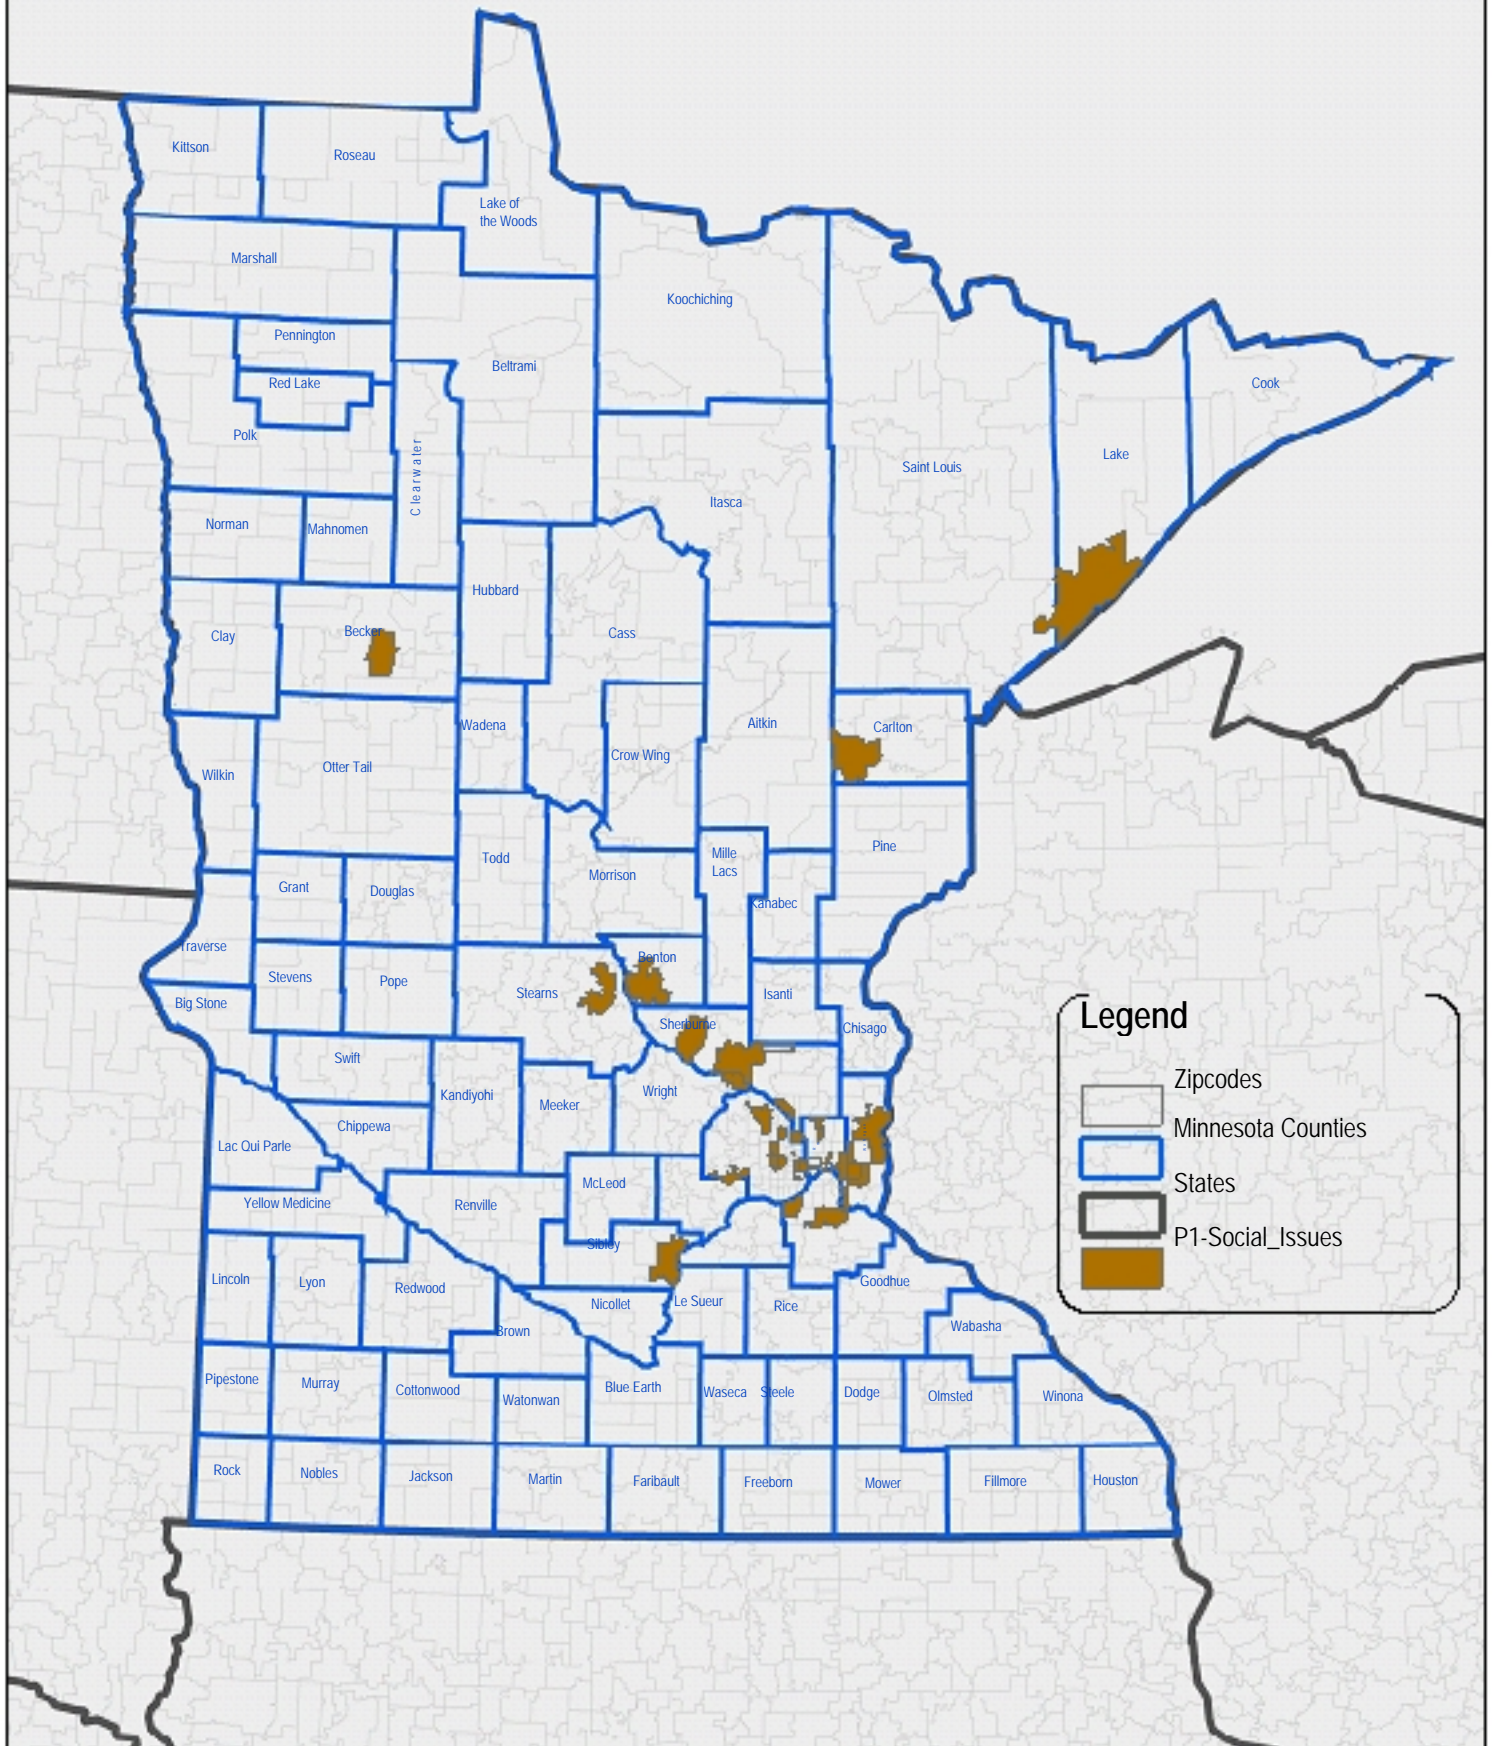 Kittson
Roseau
Lake of
the Woods
Marshall
Koochiching
Pennington
Beltrami
Red Lake
Cook
Polk
Clearwater
Lake
Saint Louis
Itasca
Norman
Mahnomen
Hubbard
Clay
Becker
Cass
Wadena
Aitkin
Carlton
Crow Wing
Otter Tail
Wilkin
Pine
Mille
Lacs
Todd
Morrison
Grant
Douglas
Kanabec
Traverse
Benton
Stevens
Pope
Stearns
Isanti
Big Stone
Sherburne
Chisago
Swift
Kandiyohi
Wright
Meeker
Chippewa
Lac Qui Parle
McLeod
Yellow Medicine
Renville
Sibley
Lincoln
Lyon
Redwood
Goodhue
Nicollet
Le Sueur
Rice
Brown
Wabasha
Pipestone
Murray
Cottonwood
Watonwan
Blue Earth
Waseca
Steele
Dodge
Olmsted
Winona
Rock
Nobles
Jackson
Martin
Faribault
Freeborn
Mower
Fillmore
Houston
Legend
Zipcodes
Minnesota Counties
States
P1-Social_Issues